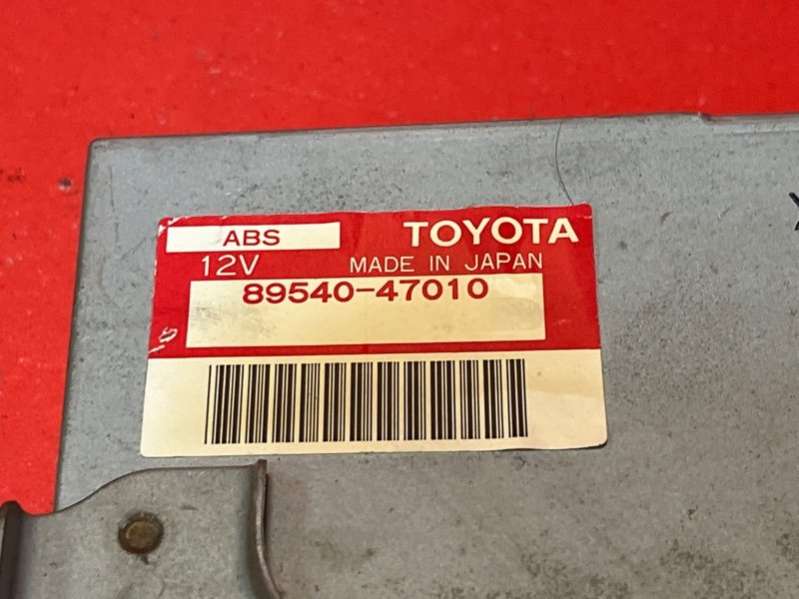 ABS TOYOTA
12V MADE IN JAPAN
89540-47010